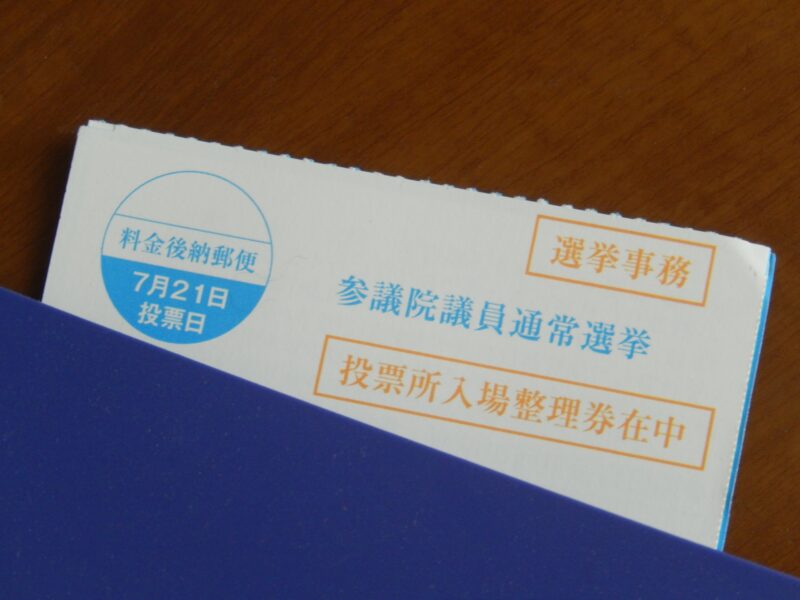 料金後納郵便
7月21日
投票日
選挙事務
参議院議員通常選挙
投票所入場整理券在中